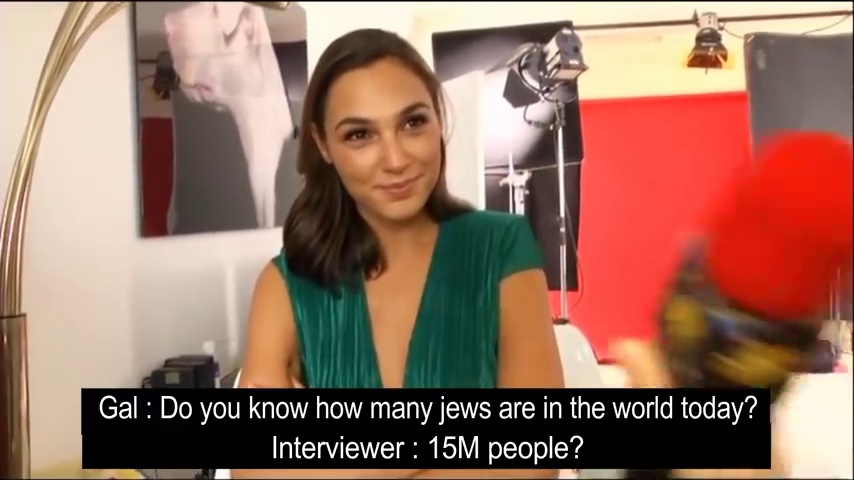 Gal : Do you know how many jews are in the world today?
Interviewer : 15M people?